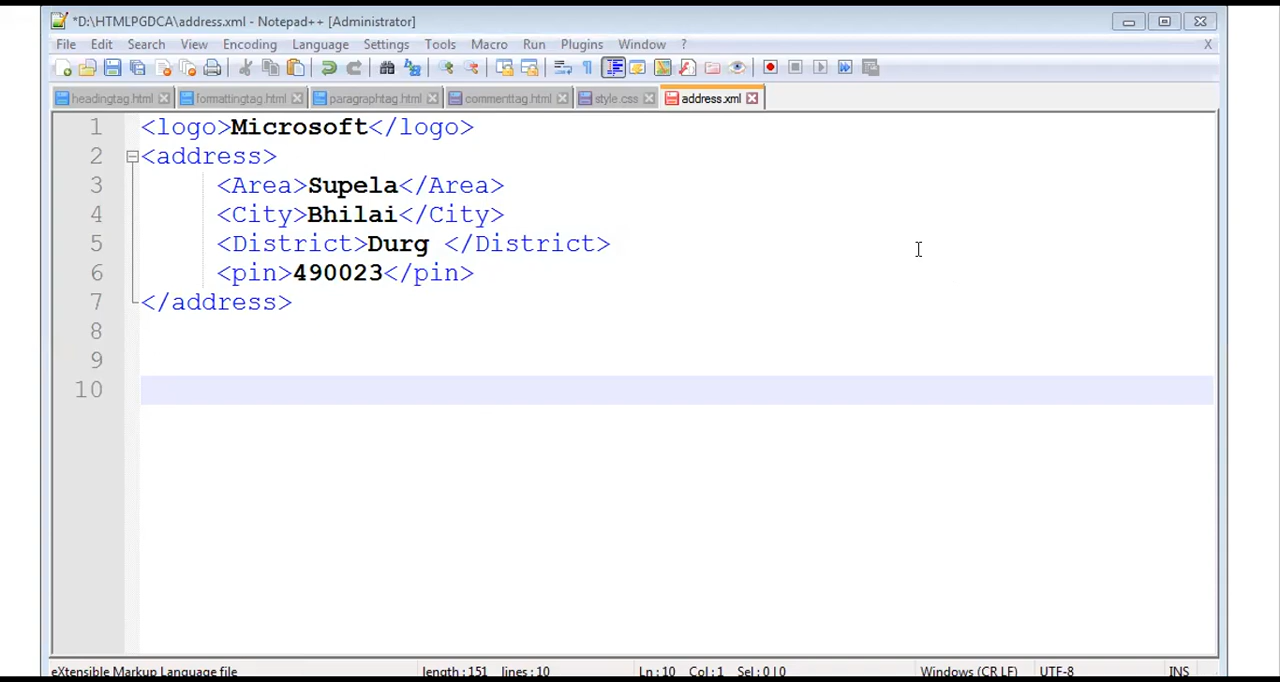 *D:\HTMLPGDCA\address.xml - Notepad++ [Administrator]
File Edit Search View Encoding Language Settings Tools Macro Run Plugins Window ? X
headingtag.html formattingtag.html paragraphtag.html commenttag.html style.css address.xml
1 <logo>Microsoft</logo>
2 <address>
3 <Area>Supela</Area>
4 <City>Bhilai</City>
5 <District>Durg </District>
6 <pin>490023</pin>
7 </address>
8
9
10
eXtensible Markup Language file length : 151 lines : 10 Ln : 10 Col : 1 Sel : 0 | 0 Windows (CR LF) UTF-8 INS